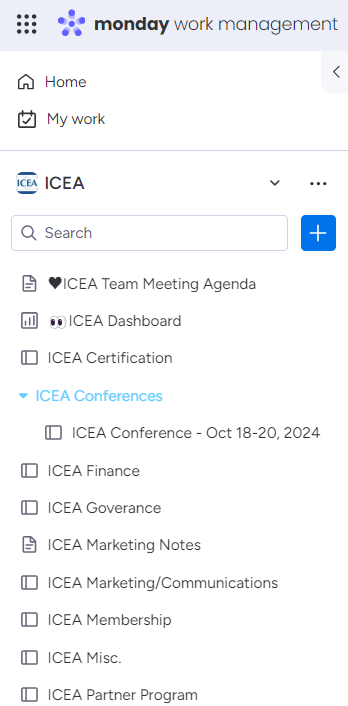 monday work management
Home
My work
ICEA ICEA
Search
ICEA Team Meeting Agenda
ICEA Dashboard
ICEA Certification
ICEA Conferences
ICEA Conference - Oct 18-20, 2024
ICEA Finance
ICEA Goverance
ICEA Marketing Notes
ICEA Marketing/Communications
ICEA Membership
ICEA Misc.
ICEA Partner Program